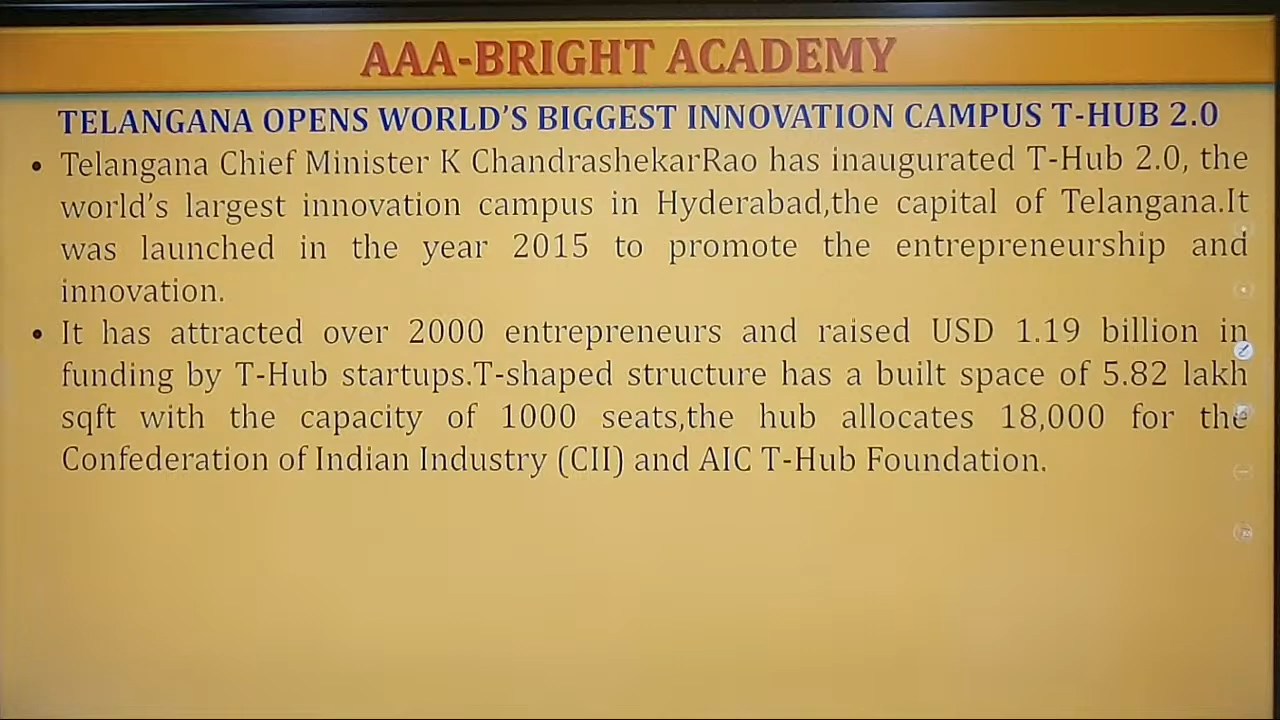 AAA-BRIGHT ACADEMY
TELANGANA OPENS WORLD'S BIGGEST INNOVATION CAMPUS T-HUB 2.0
• Telangana Chief Minister K ChandrashekarRao has inaugurated T-Hub 2.0, the
world's largest innovation campus in Hyderabad,the capital of Telangana.It
was launched in the year 2015 to promote the entrepreneurship and
innovation.
• It has attracted over 2000 entrepreneurs and raised USD 1.19 billion in
funding by T-Hub startups.T-shaped structure has a built space of 5.82 lakh
sqft with the capacity of 1000 seats,the hub allocates 18,000 for the
Confederation of Indian Industry (CII) and AIC T-Hub Foundation.